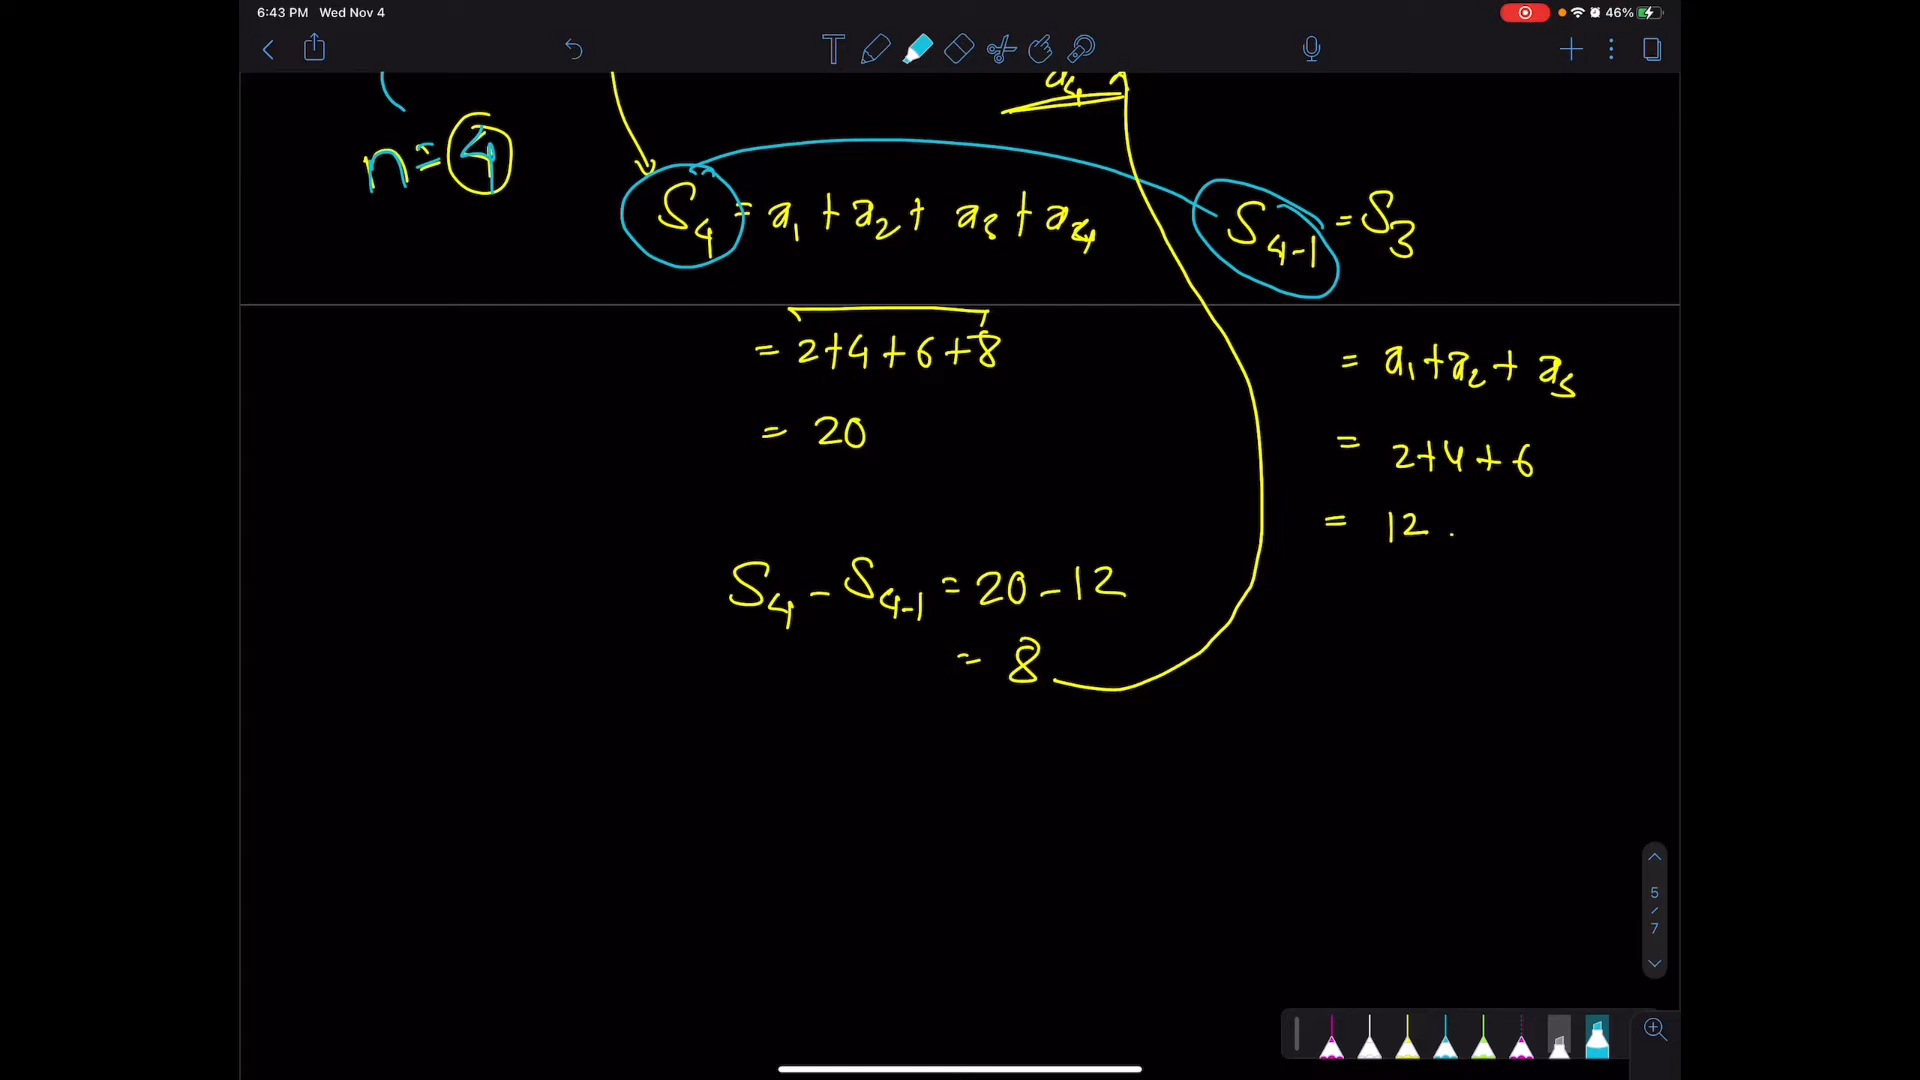 6:43 PM Wed Nov 4 46%
a₄
n = 4
S₄ = a₁ + a₂ + a₃ + a₄
S₄₋₁ = S₃
= 2+4+6+8
= 20
= a₁+a₂+a₃
= 2+4+6
= 12.
S₄ - S₄₋₁ = 20 - 12
= 8
5 / 7